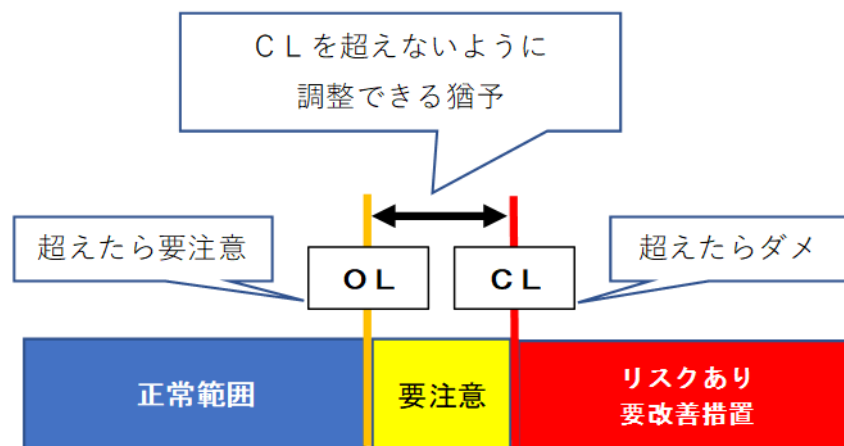 ＣＬを超えないように
調整できる猶予
超えたら要注意
ＯＬ
ＣＬ
超えたらダメ
正常範囲
要注意
リスクあり
要改善措置